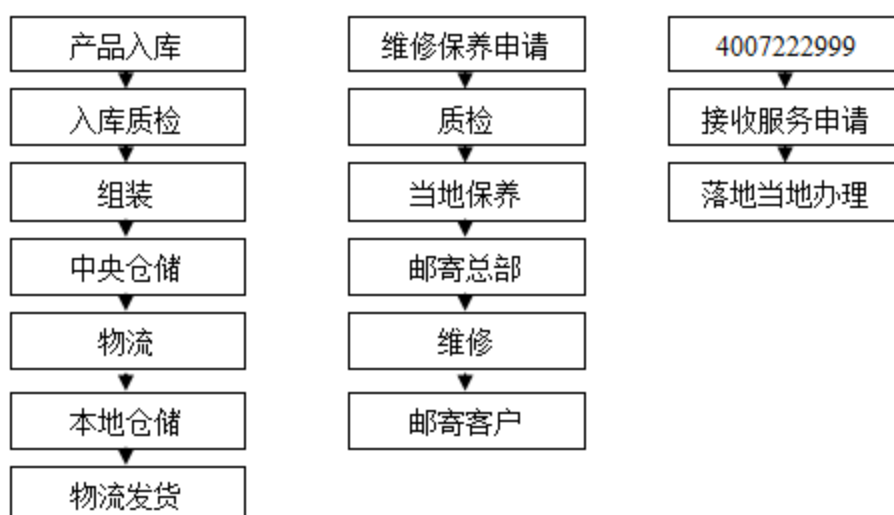 产品入库
入库质检
组装
中央仓储
物流
本地仓储
物流发货
维修保养申请
质检
当地保养
邮寄总部
维修
邮寄客户
4007222999
接收服务申请
落地当地办理